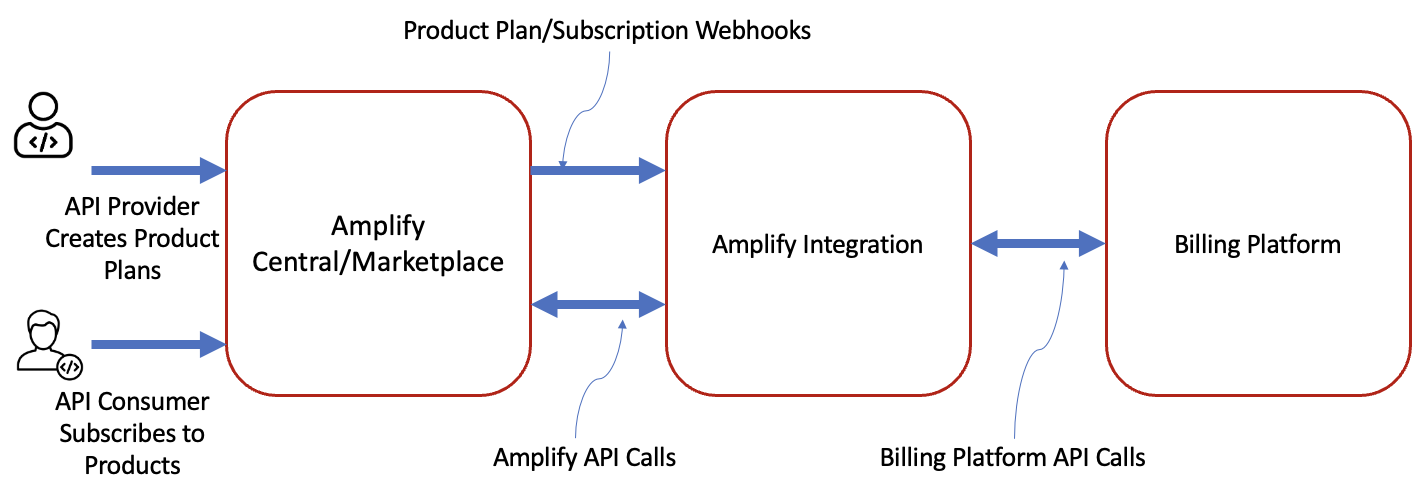 Product Plan/Subscription Webhooks
</>
API Provider
Creates Product
Plans
Amplify
Central/Marketplace
Amplify Integration
Billing Platform
</>
API Consumer
Subscribes to
Products
Amplify API Calls
Billing Platform API Calls